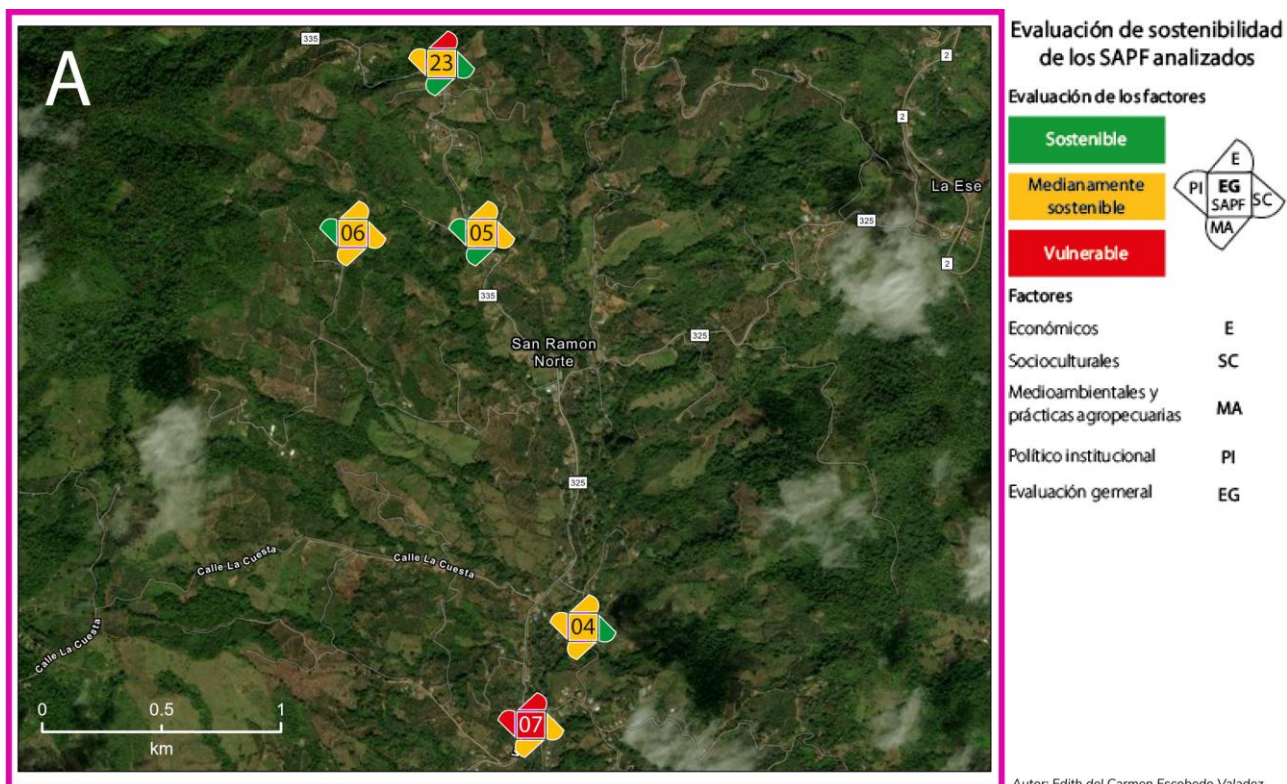 A
335
23
2
2
La Ese
325
06
05
335
325
San Ramon
Norte
325
Calle La Cuesta
Calle La Cuesta
Calle La Cuesta
04
07
0 0.5 1
km
Evaluación de sostenibilidad
de los SAPF analizados
Evaluación de los factores
Sostenible
Medianamente
sostenible
Vulnerable
E
PI EG SC
SAPF
MA
Factores
Económicos E
Socioculturales SC
Medioambientales y
prácticas agropecuarias MA
Político institucional PI
Evaluación gemeral EG
Autor: Edith del Carmen Escobedo Valadez
2